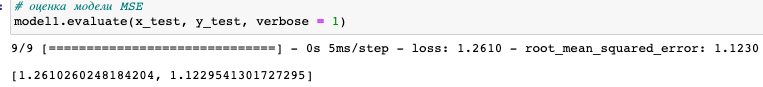 # оценка модели MSE
model1.evaluate(x_test, y_test, verbose = 1)
9/9 [==============================] - 0s 5ms/step - loss: 1.2610 - root_mean_squared_error: 1.1230
[1.2610260248184204, 1.1229541301727295]